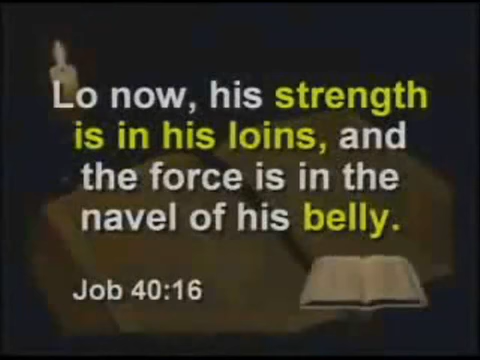 Lo now, his strength
is in his loins, and
the force is in the
navel of his belly.
Job 40:16